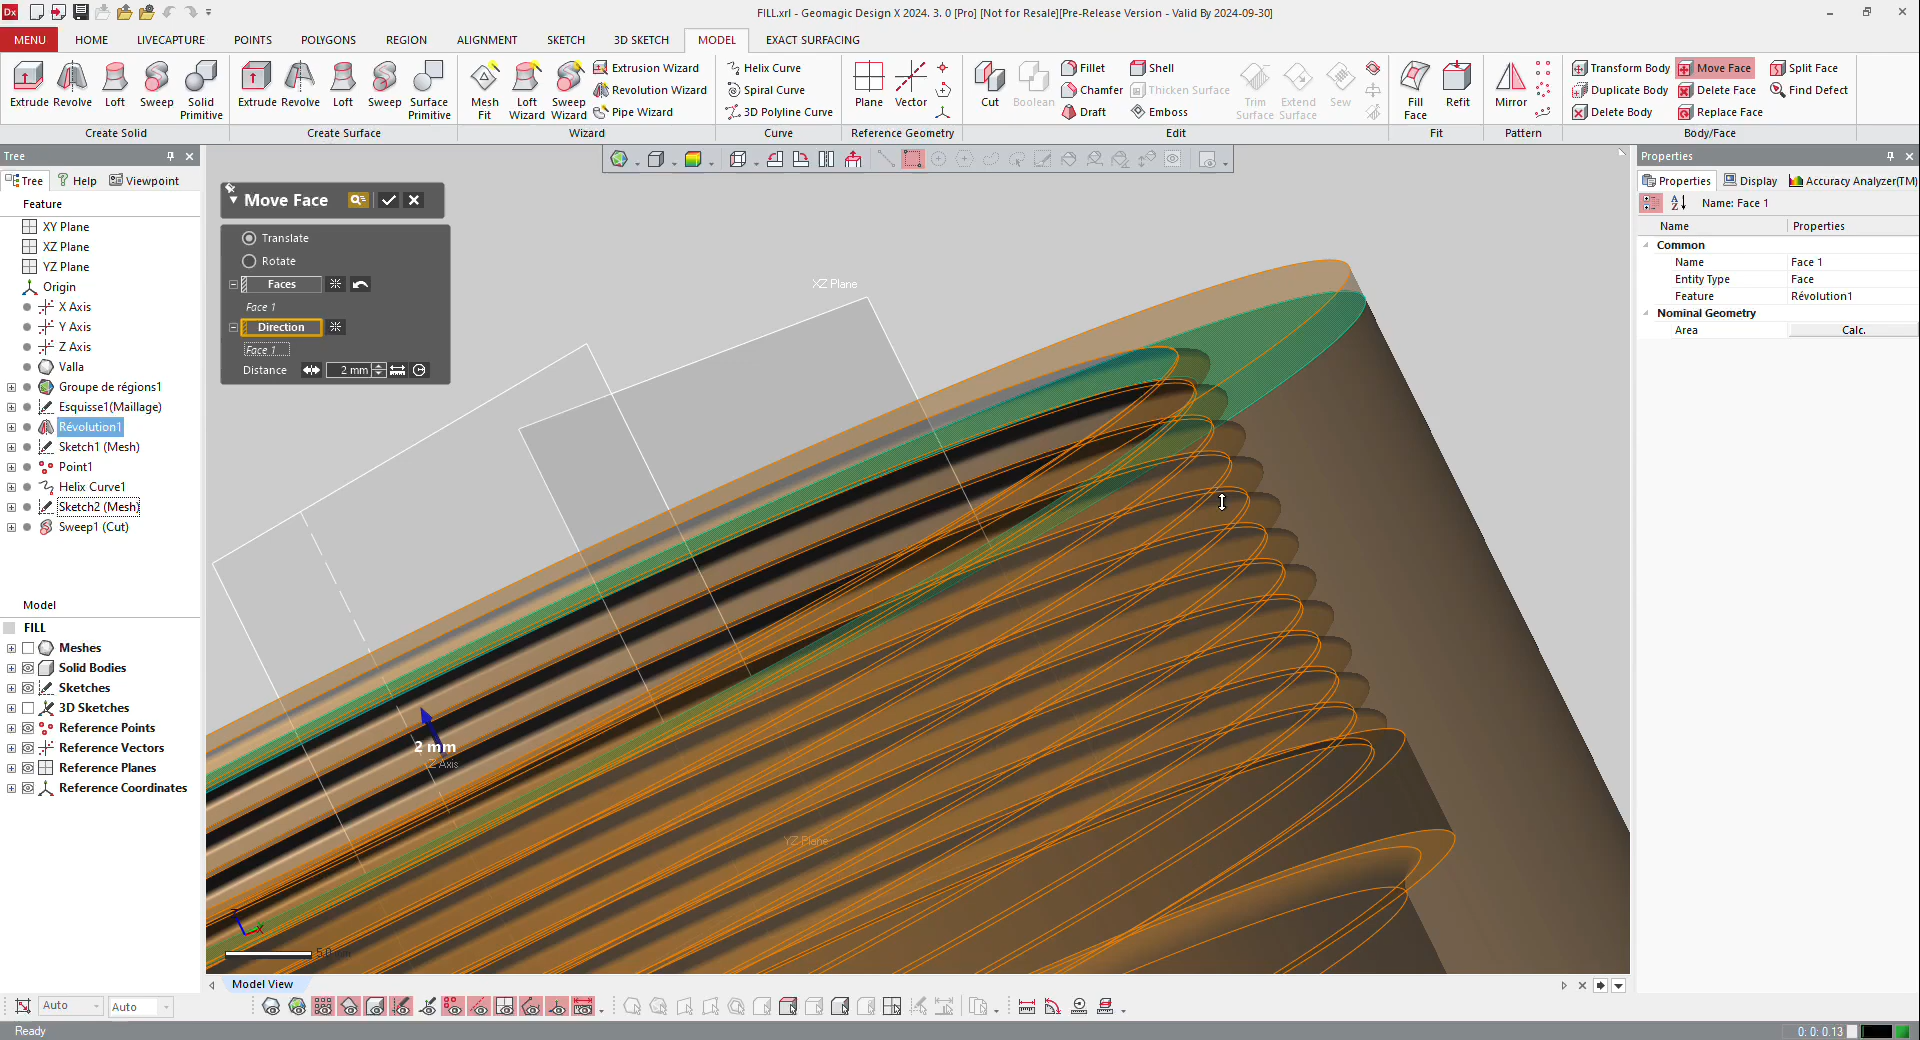 Dx
FILL.xrl - Geomagic Design X 2024. 3. 0 [Pro] [Not for Resale][Pre-Release Version - Valid By 2024-09-30]
MENU HOME LIVECAPTURE POINTS POLYGONS REGION ALIGNMENT SKETCH 3D SKETCH MODEL EXACT SURFACING
Extrude Revolve Loft Sweep Solid Primitive
Create Solid
Extrude Revolve Loft Sweep Surface Primitive
Create Surface
Mesh Fit Loft Wizard Sweep Wizard
Extrusion Wizard
Revolution Wizard
Pipe Wizard
Wizard
Helix Curve
Spiral Curve
3D Polyline Curve
Curve
Plane Vector
Reference Geometry
Cut Boolean
Fillet
Chamfer
Draft
Shell
Thicken Surface
Emboss
Trim Surface Extend Surface Sew
Edit
Fill Face Refit
Fit
Mirror
Pattern
Transform Body
Duplicate Body
Delete Body
Move Face
Delete Face
Replace Face
Split Face
Find Defect
Body/Face
Tree
Tree Help Viewpoint
Feature
XY Plane
XZ Plane
YZ Plane
Origin
X Axis
Y Axis
Z Axis
Valla
Groupe de régions1
Esquisse1(Maillage)
Révolution1
Sketch1 (Mesh)
Point1
Helix Curve1
Sketch2 (Mesh)
Sweep1 (Cut)
Model
FILL
Meshes
Solid Bodies
Sketches
3D Sketches
Reference Points
Reference Vectors
Reference Planes
Reference Coordinates
Move Face
Translate
Rotate
Faces
Face 1
Direction
Face 1
Distance 2 mm
XZ Plane
2 mm
Z Axis
YZ Plane
X
Model View
Properties
Properties Display Accuracy Analyzer(TM)
Name: Face 1
Name Properties
Common
Name Face 1
Entity Type Face
Feature Révolution1
Nominal Geometry
Area Calc.
Auto Auto
Ready
0: 0: 0.13